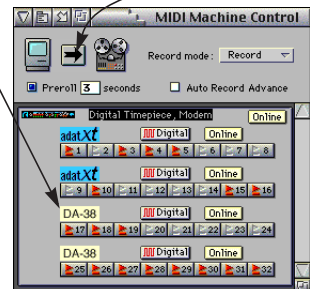 MIDI Machine Control
Record mode: Record
Preroll 3 seconds Auto Record Advance
Digital Timepiece, Modem Online
adat XT Digital Online
1 2 3 4 5 6 7 8
adat XT Digital Online
9 10 11 12 13 14 15 16
DA-38 Digital Online
17 18 19 20 21 22 23 24
DA-38 Digital Online
25 26 27 28 29 30 31 32